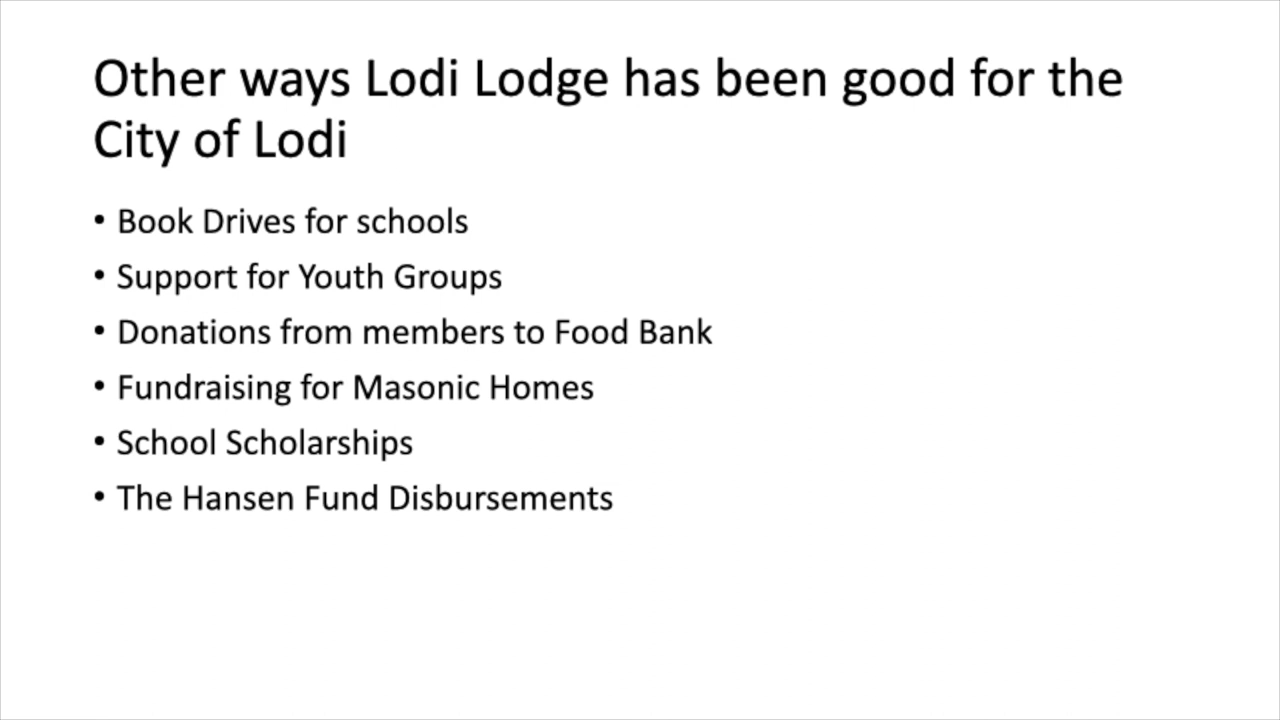 Other ways Lodi Lodge has been good for the
City of Lodi
• Book Drives for schools
• Support for Youth Groups
• Donations from members to Food Bank
• Fundraising for Masonic Homes
• School Scholarships
• The Hansen Fund Disbursements